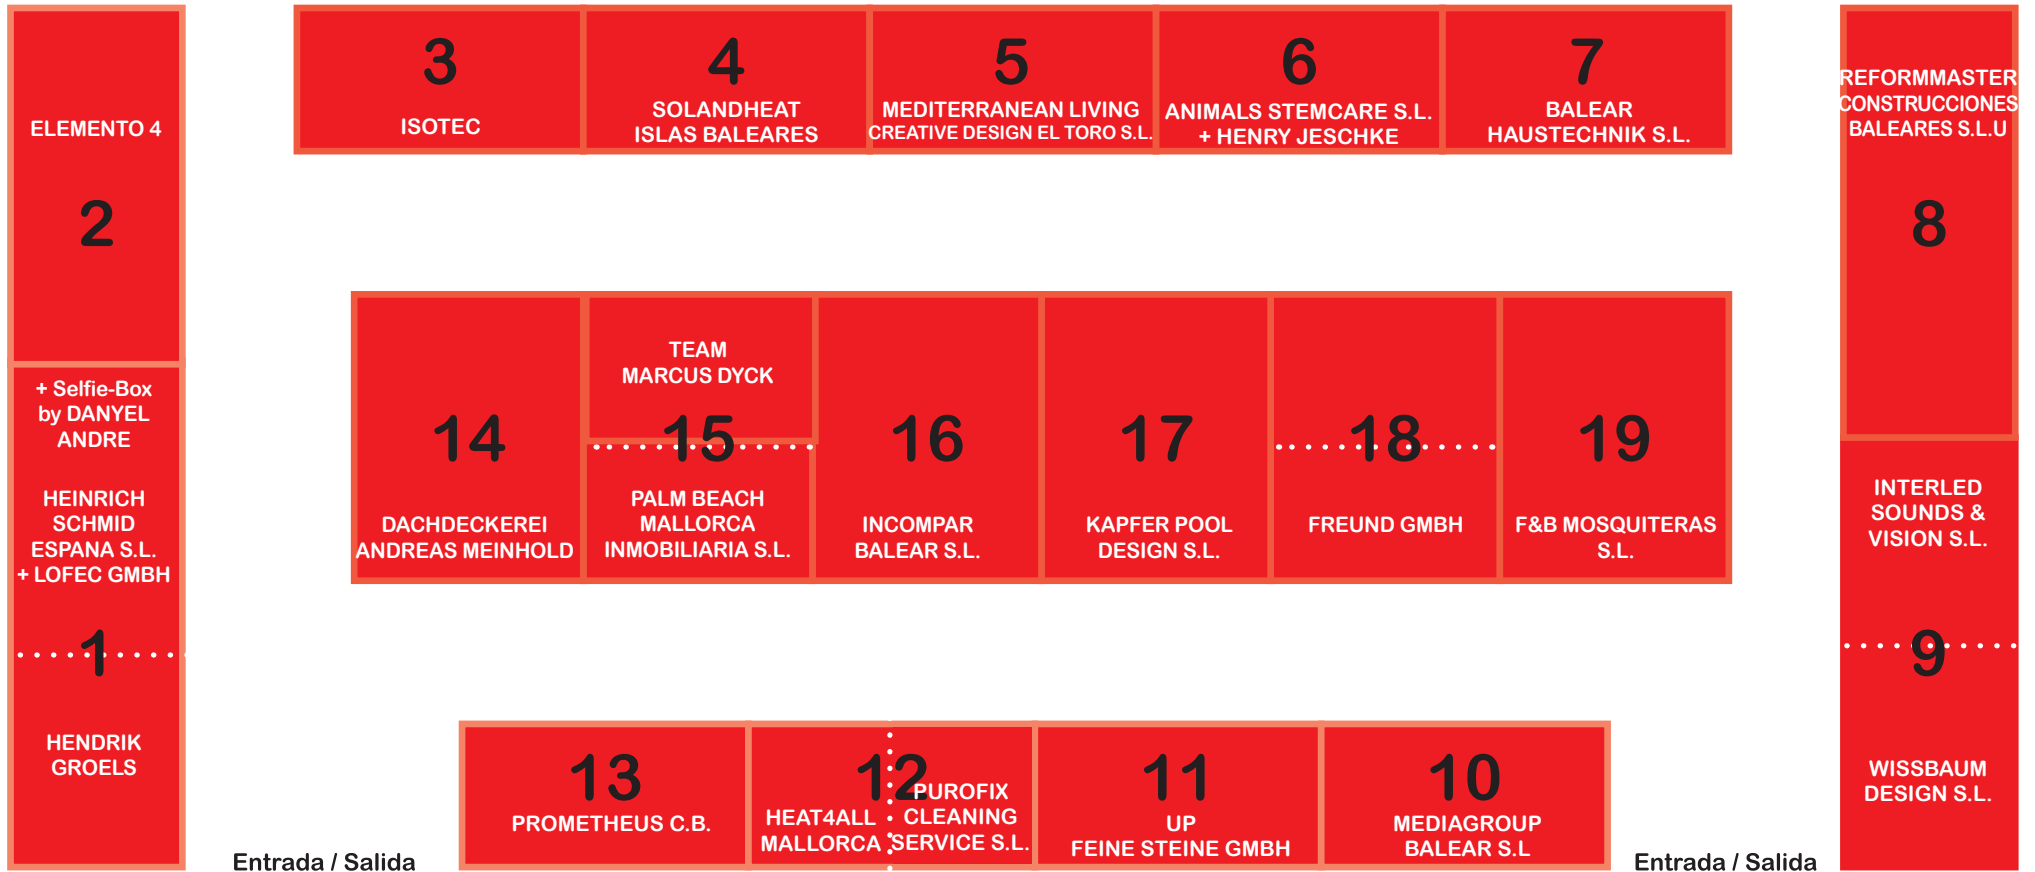 ELEMENTO 4
2
+ Selfie-Box
by DANYEL
ANDRE
HEINRICH
SCHMID
ESPANA S.L.
+ LOFEC GMBH
1
HENDRIK
GROELS
3
ISOTEC
4
SOLANDHEAT
ISLAS BALEARES
5
MEDITERRANEAN LIVING
CREATIVE DESIGN EL TORO S.L.
6
ANIMALS STEMCARE S.L.
+ HENRY JESCHKE
7
BALEAR
HAUSTECHNIK S.L.
REFORMMASTER
CONSTRUCCIONES
BALEARES S.L.U
8
INTERLED
SOUNDS &
VISION S.L.
9
WISSBAUM
DESIGN S.L.
14
DACHDECKEREI
ANDREAS MEINHOLD
TEAM
MARCUS DYCK
15
PALM BEACH
MALLORCA
INMOBILIARIA S.L.
16
INCOMPAR
BALEAR S.L.
17
KAPFER POOL
DESIGN S.L.
18
FREUND GMBH
19
F&B MOSQUITERAS
S.L.
13
PROMETHEUS C.B.
12
HEAT4ALL
MALLORCA
PUROFIX
CLEANING
SERVICE S.L.
11
UP
FEINE STEINE GMBH
10
MEDIAGROUP
BALEAR S.L
Entrada / Salida
Entrada / Salida